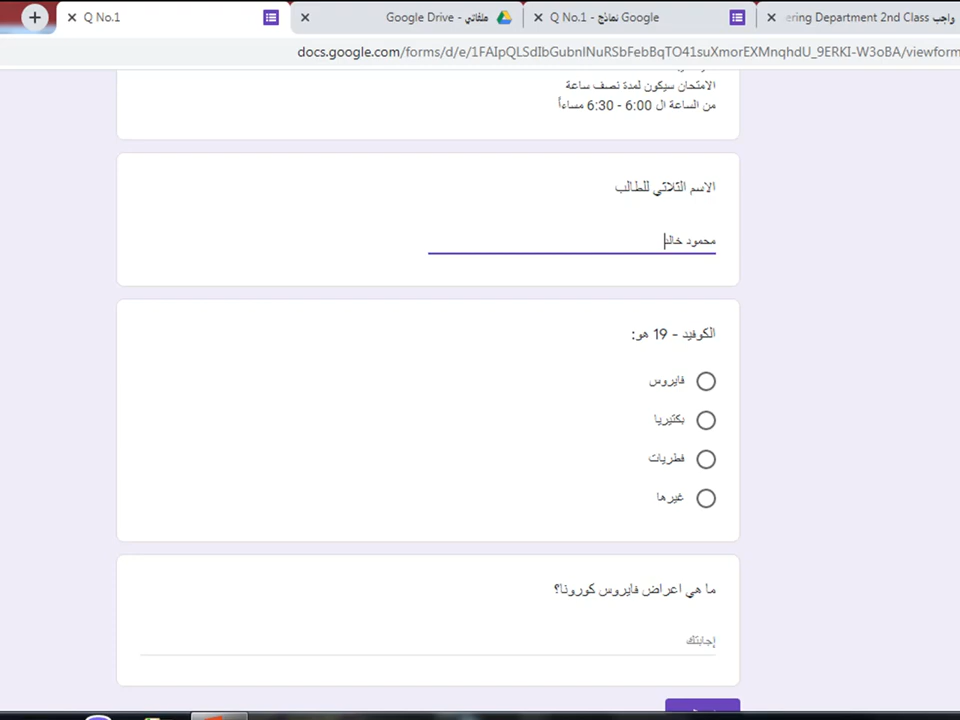 Q No.1
Google Drive - ملفاتي
Q No.1 - نماذج Google
ering Department 2nd Class واجب
docs.google.com/forms/d/e/1FAIpQLSdIbGubnlNuRSbFebBqTO41suXmorEXMnqhdU_9ERKI-W3oBA/viewform
الامتحان سيكون لمدة نصف ساعة
من الساعة ال 6:00 - 6:30 مساءاً
الاسم الثلاثي للطالب
محمود خالد
الكوفيد - 19 هو:
فايروس
بكتيريا
فطريات
غيرها
ما هي اعراض فايروس كورونا؟
إجابتك